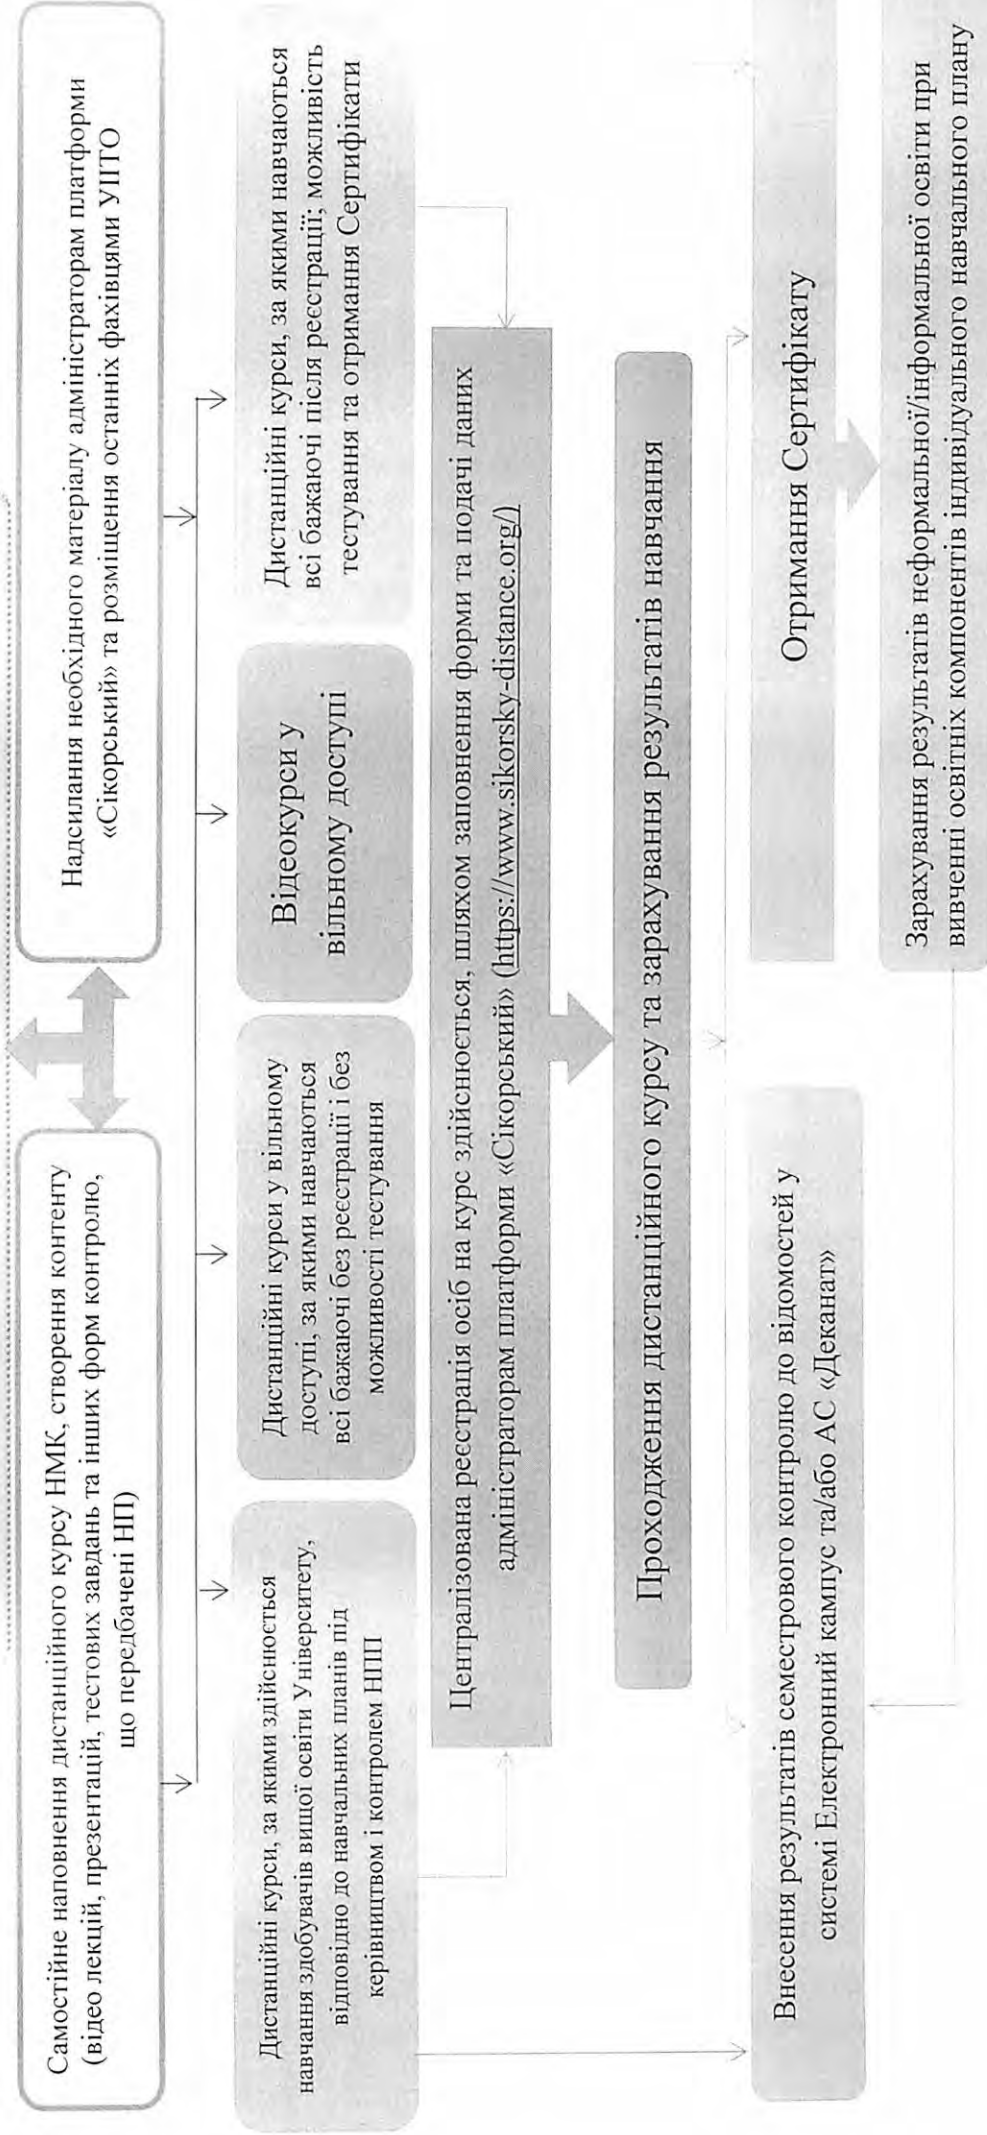 Самостійне наповнення дистанційного курсу НМК, створення контенту
(відео лекцій, презентацій, тестових завдань та інших форм контролю,
що передбачені НП)
Надсилання необхідного матеріалу адміністраторам платформи
«Сікорський» та розміщення останніх фахівцями УІТО
Дистанційні курси, за якими здійснюється
навчання здобувачів вищої освіти Університету,
відповідно до навчальних планів під
керівництвом і контролем НПП
Дистанційні курси у вільному
доступі, за якими навчаються
всі бажаючі без реєстрації і без
можливості тестування
Відеокурси у
вільному доступі
Дистанційні курси, за якими навчаються
всі бажаючі після реєстрації; можливість
тестування та отримання Сертифікати
Централізована реєстрація осіб на курс здійснюється, шляхом заповнення форми та подачі даних
адміністраторам платформи «Сікорський» (https://www.sikorsky-distance.org/)
Проходження дистанційного курсу та зарахування результатів навчання
Внесення результатів семестрового контролю до відомостей у
системі Електронний кампус та/або АС «Деканат»
Отримання Сертифікату
Зарахування результатів неформальної/інформальної освіти при
вивченні освітніх компонентів індивідуального навчального плану